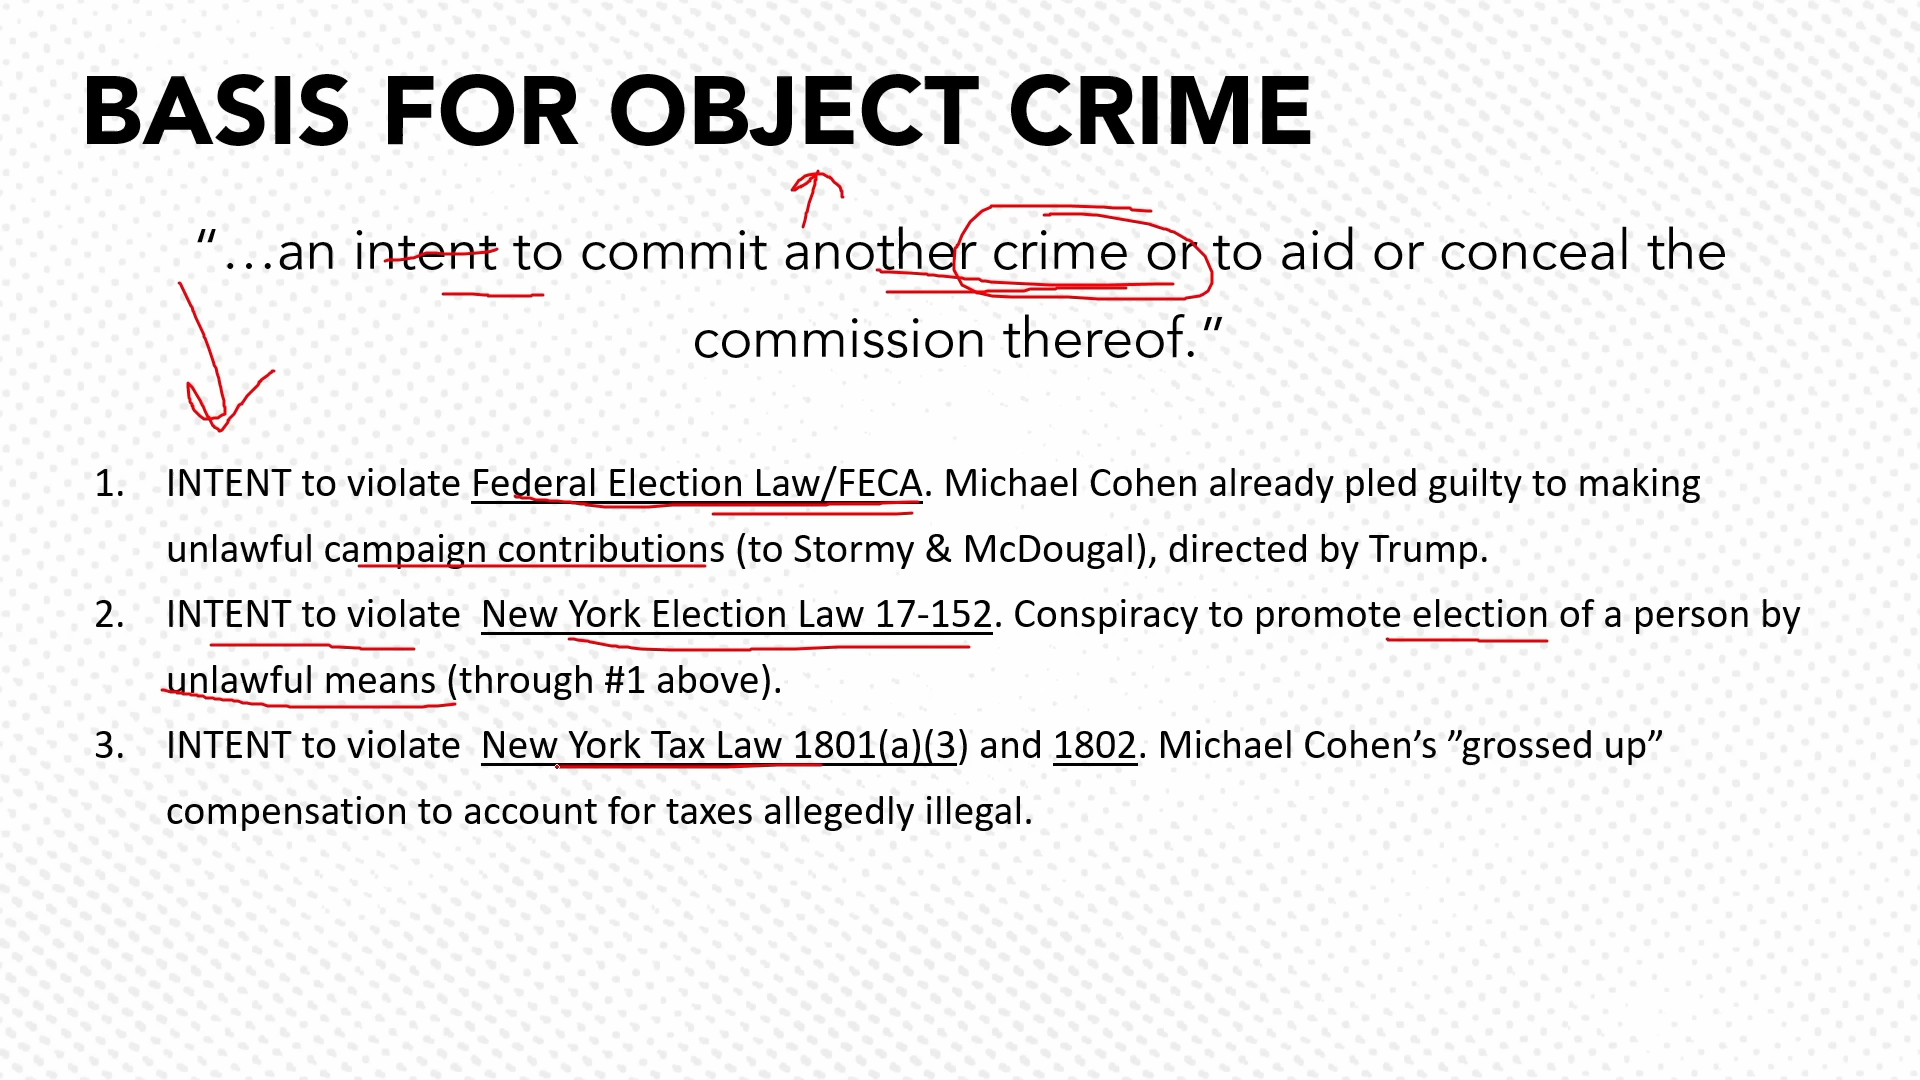 BASIS FOR OBJECT CRIME
“…an intent to commit another crime or to aid or conceal the
commission thereof.”
1. INTENT to violate Federal Election Law/FECA. Michael Cohen already pled guilty to making
unlawful campaign contributions (to Stormy & McDougal), directed by Trump.
2. INTENT to violate New York Election Law 17-152. Conspiracy to promote election of a person by
unlawful means (through #1 above).
3. INTENT to violate New York Tax Law 1801(a)(3) and 1802. Michael Cohen’s ”grossed up”
compensation to account for taxes allegedly illegal.